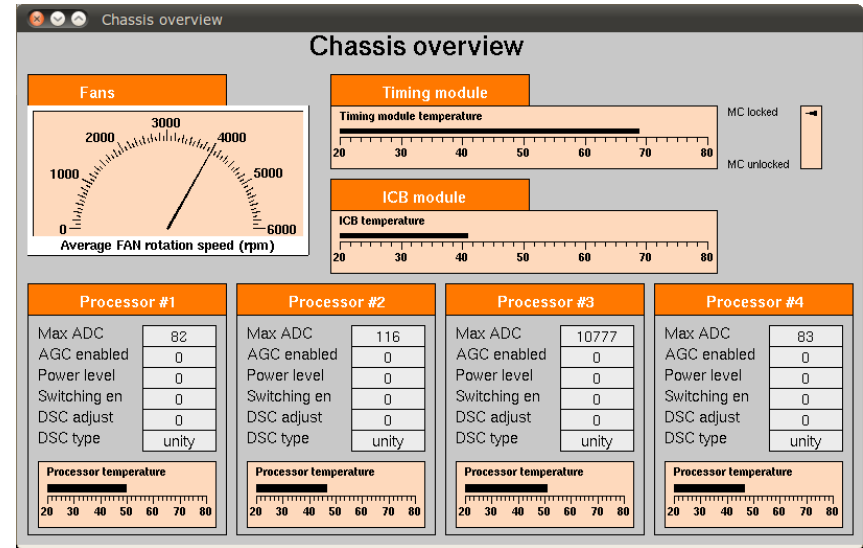 Chassis overview
Chassis overview
Fans
0 1000 2000 3000 4000 5000 6000
Average FAN rotation speed (rpm)
Timing module
Timing module temperature
20 30 40 50 60 70 80
MC locked
MC unlocked
ICB module
ICB temperature
20 30 40 50 60 70 80
Processor #1
Max ADC 82
AGC enabled 0
Power level 0
Switching en 0
DSC adjust 0
DSC type unity
Processor temperature
20 30 40 50 60 70 80
Processor #2
Max ADC 116
AGC enabled 0
Power level 0
Switching en 0
DSC adjust 0
DSC type unity
Processor temperature
20 30 40 50 60 70 80
Processor #3
Max ADC 10777
AGC enabled 0
Power level 0
Switching en 0
DSC adjust 0
DSC type unity
Processor temperature
20 30 40 50 60 70 80
Processor #4
Max ADC 83
AGC enabled 0
Power level 0
Switching en 0
DSC adjust 0
DSC type unity
Processor temperature
20 30 40 50 60 70 80